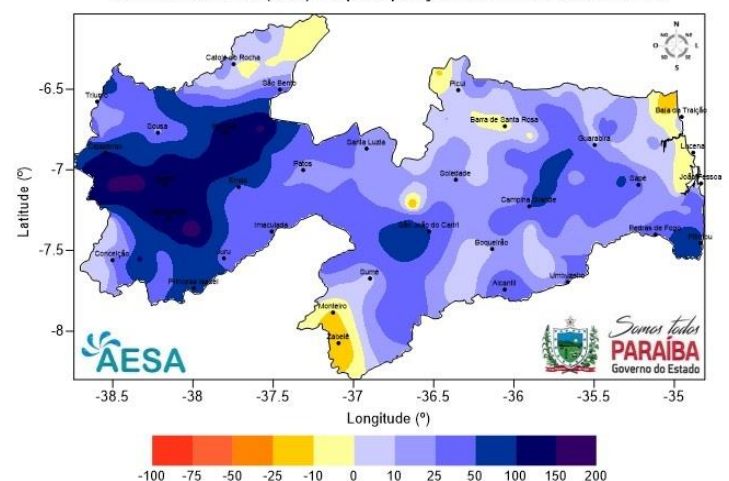 N
NO NE
O L
SO SE
S
Catolé do Rocha
São Bento
Picuí
Triunfo
Baía da Traição
Barra de Santa Rosa
Sousa
Guarabira
Santa Luzia
Lucena
Patos
Soledade
Sapé
João Pessoa
Campina Grande
São João do Cariri
Imaculada
Pedras de Fogo
Boqueirão
Conceição
Sumé
Umbuzeiro
Alcantil
Princesa Isabel
Monteiro
Zabelê
-6.5
-7
-7.5
-8
Latitude (º)
AESA
Somos todos
PARAÍBA
Governo do Estado
-38.5 -38 -37.5 -37 -36.5 -36 -35.5 -35
Longitude (º)
-100 -75 -50 -25 -10 0 10 25 50 100 150 200